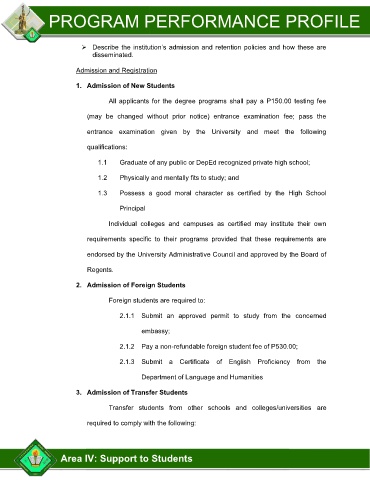 PROGRAM PERFORMANCE PROFILE
➢ Describe the institution's admission and retention policies and how these are
disseminated.
Admission and Registration
1. Admission of New Students
All applicants for the degree programs shall pay a P150.00 testing fee
(may be changed without prior notice) entrance examination fee; pass the
entrance examination given by the University and meet the following
qualifications:
1.1 Graduate of any public or DepEd recognized private high school;
1.2 Physically and mentally fits to study; and
1.3 Possess a good moral character as certified by the High School
Principal
Individual colleges and campuses as certified may institute their own
requirements specific to their programs provided that these requirements are
endorsed by the University Administrative Council and approved by the Board of
Regents.
2. Admission of Foreign Students
Foreign students are required to:
2.1.1 Submit an approved permit to study from the concerned
embassy;
2.1.2 Pay a non-refundable foreign student fee of P530.00;
2.1.3 Submit a Certificate of English Proficiency from the
Department of Language and Humanities
3. Admission of Transfer Students
Transfer students from other schools and colleges/universities are
required to comply with the following:
Area IV: Support to Students